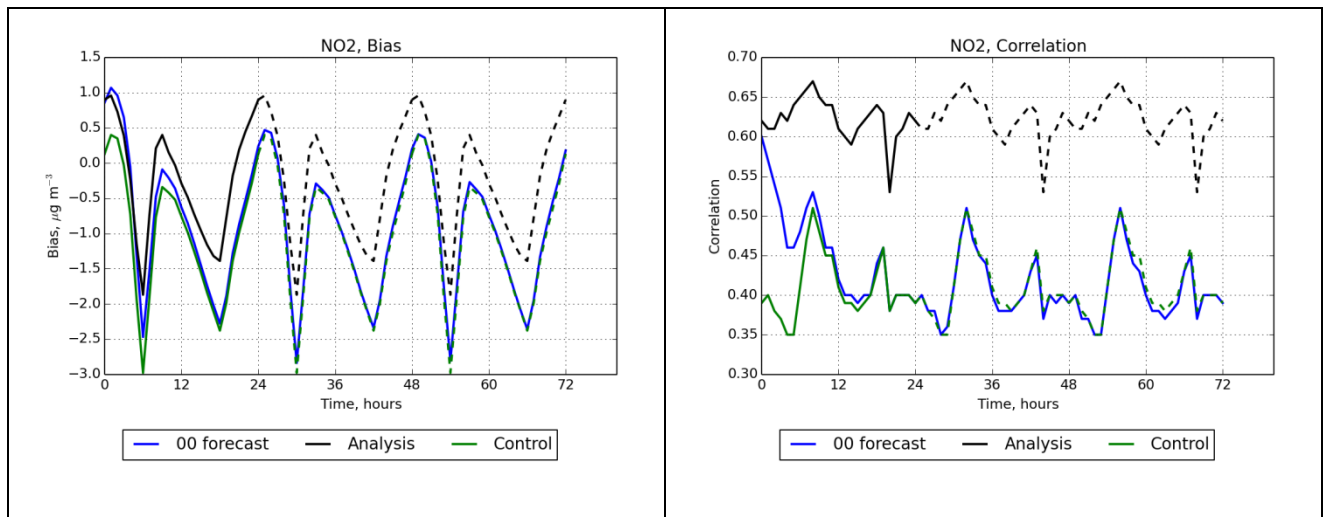 NO2, Bias
1.5
1.0
0.5
0.0
−0.5
−1.0
−1.5
−2.0
−2.5
−3.0
Bias, μg m⁻³
0 12 24 36 48 60 72
Time, hours
00 forecast Analysis Control
NO2, Correlation
0.70
0.65
0.60
0.55
0.50
0.45
0.40
0.35
0.30
Correlation
0 12 24 36 48 60 72
Time, hours
00 forecast Analysis Control